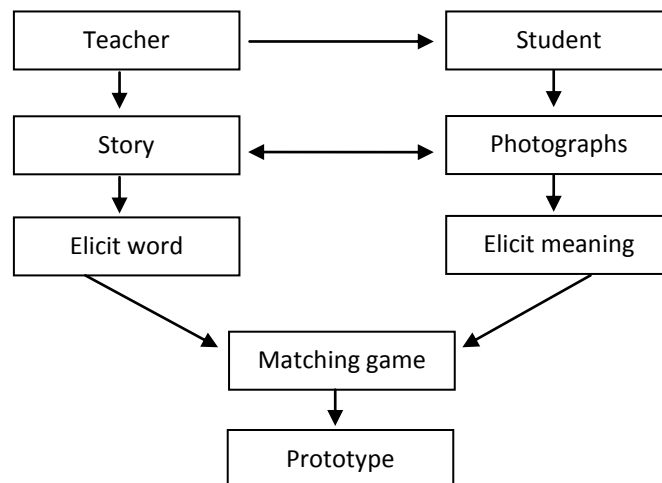 Teacher
Student
Story
Photographs
Elicit word
Elicit meaning
Matching game
Prototype